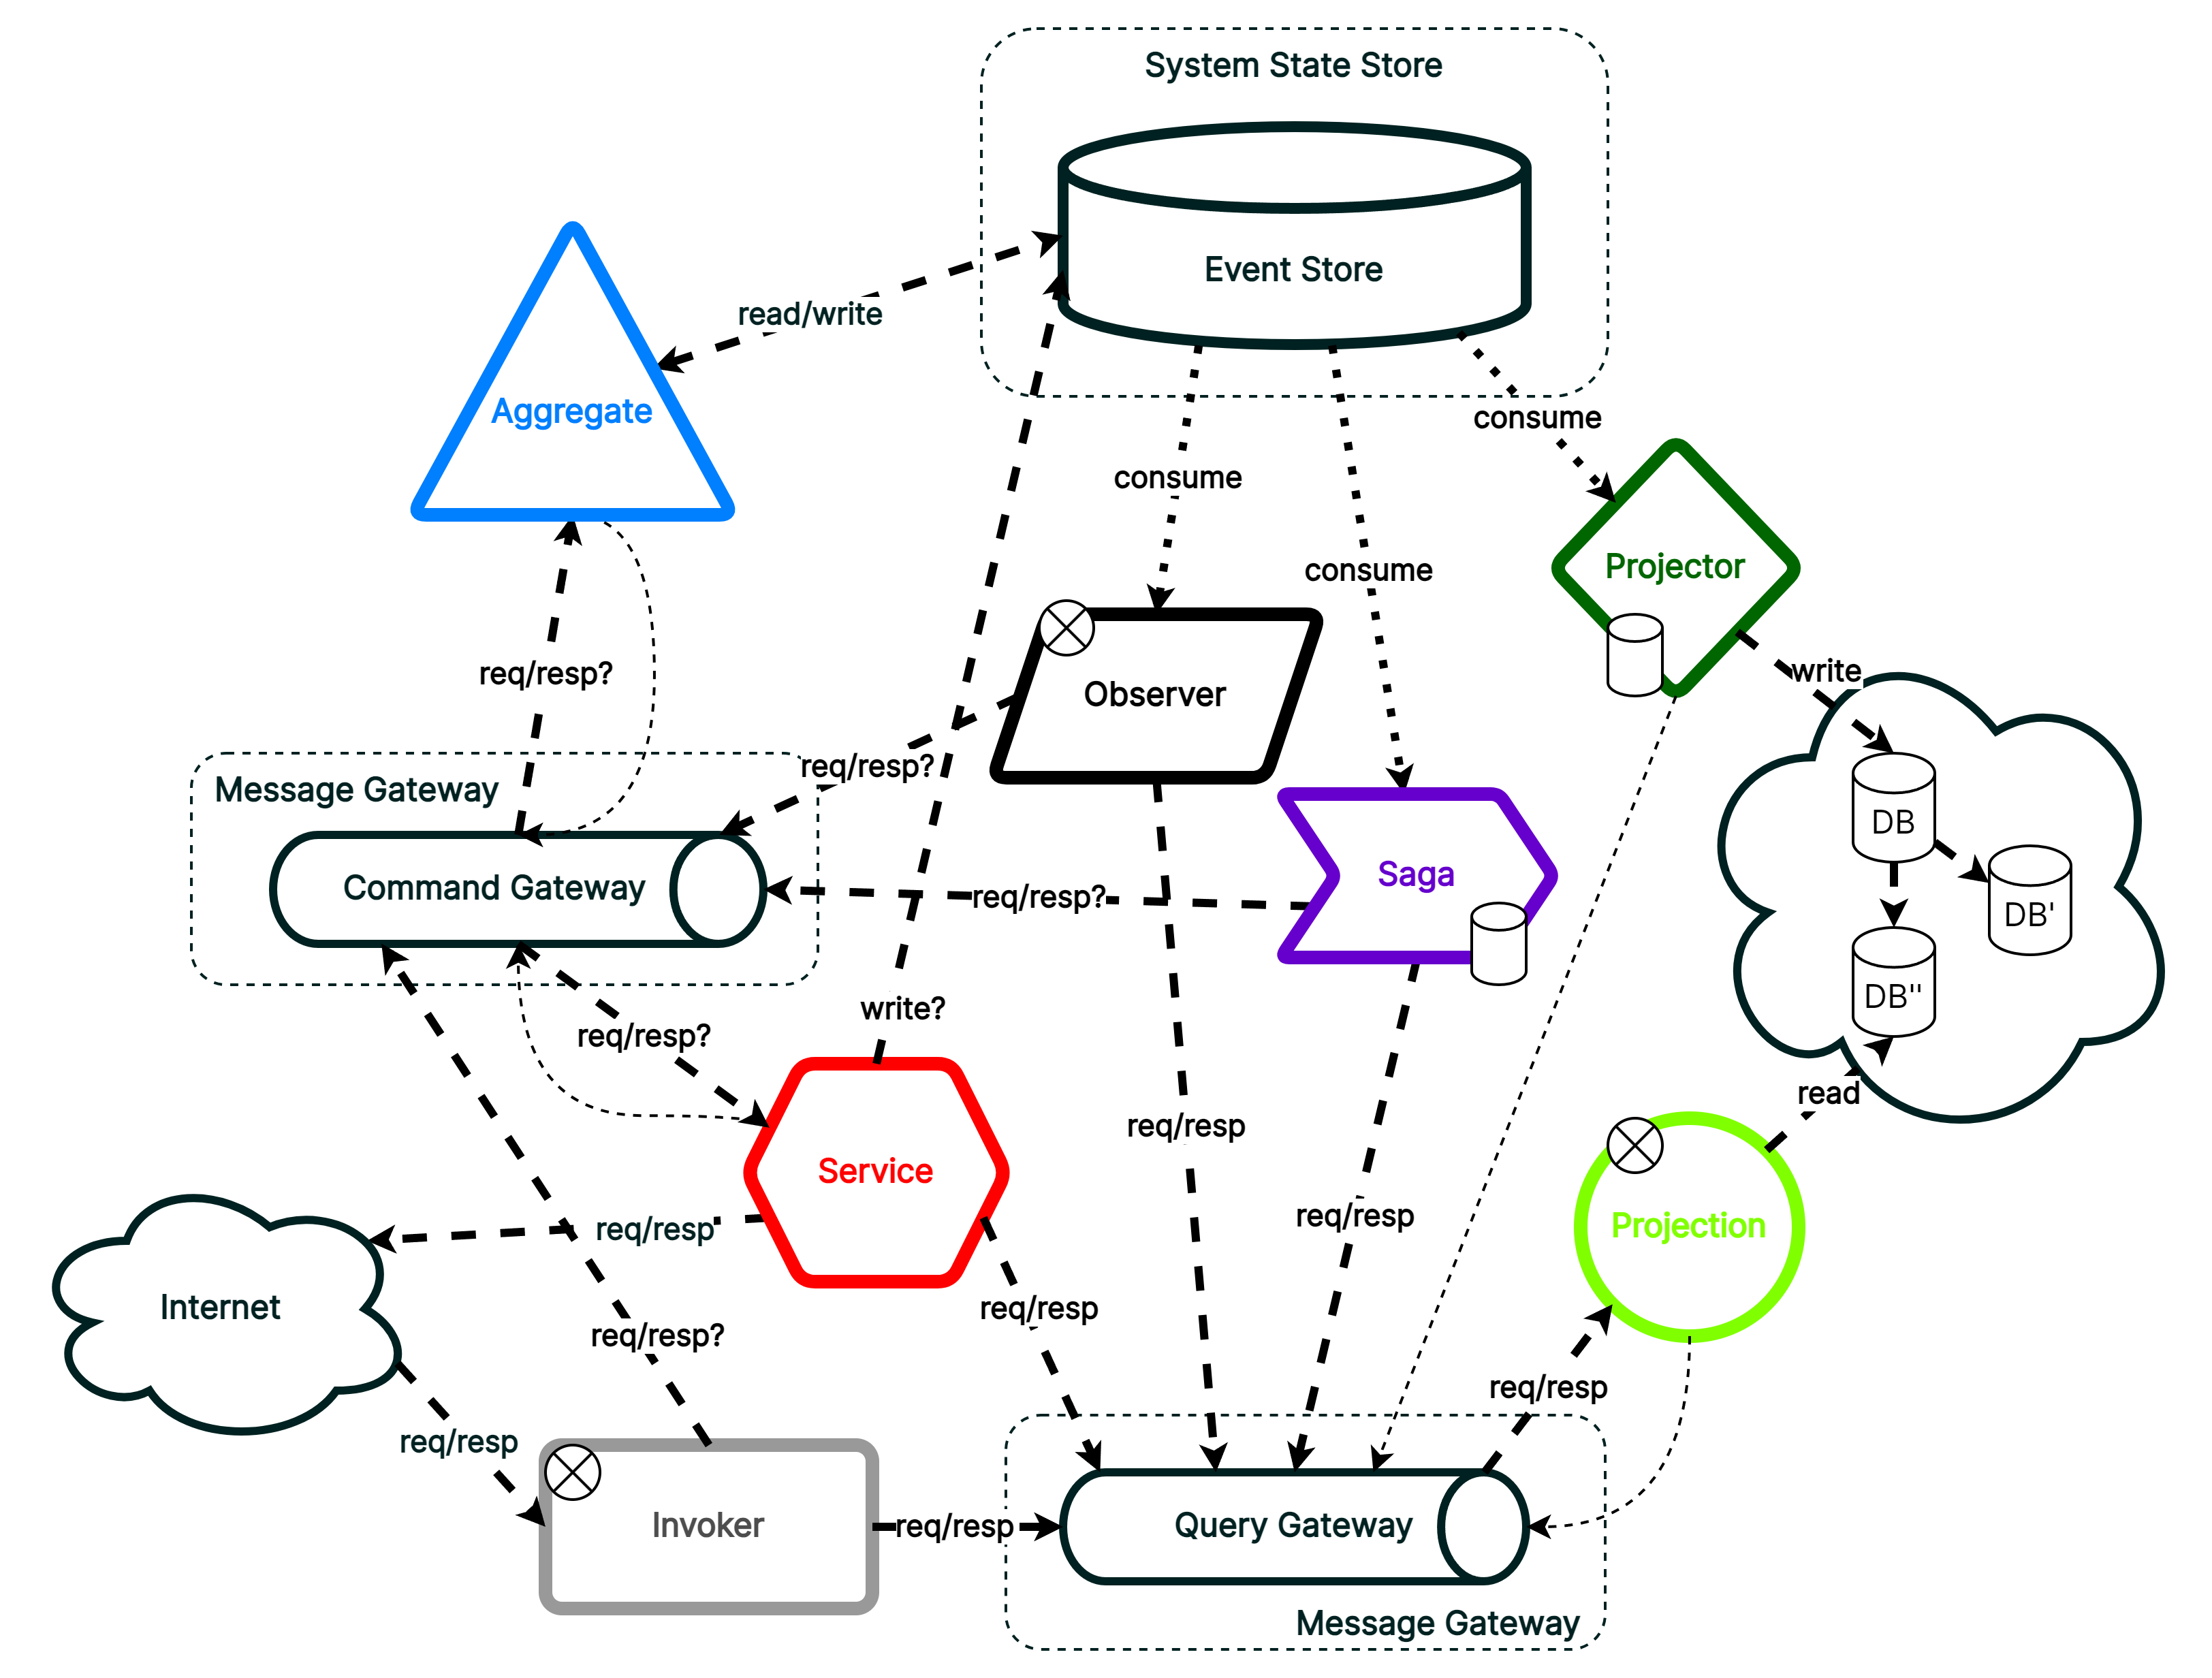 System State Store
Event Store
read/write
Aggregate
consume
consume
consume
Projector
req/resp?
Observer
write
req/resp?
Message Gateway
DB
Saga
Command Gateway
req/resp?
DB'
DB''
write?
req/resp?
read
req/resp
Service
req/resp
Projection
req/resp
Internet
req/resp
req/resp?
req/resp
req/resp
Invoker
req/resp
Query Gateway
Message Gateway